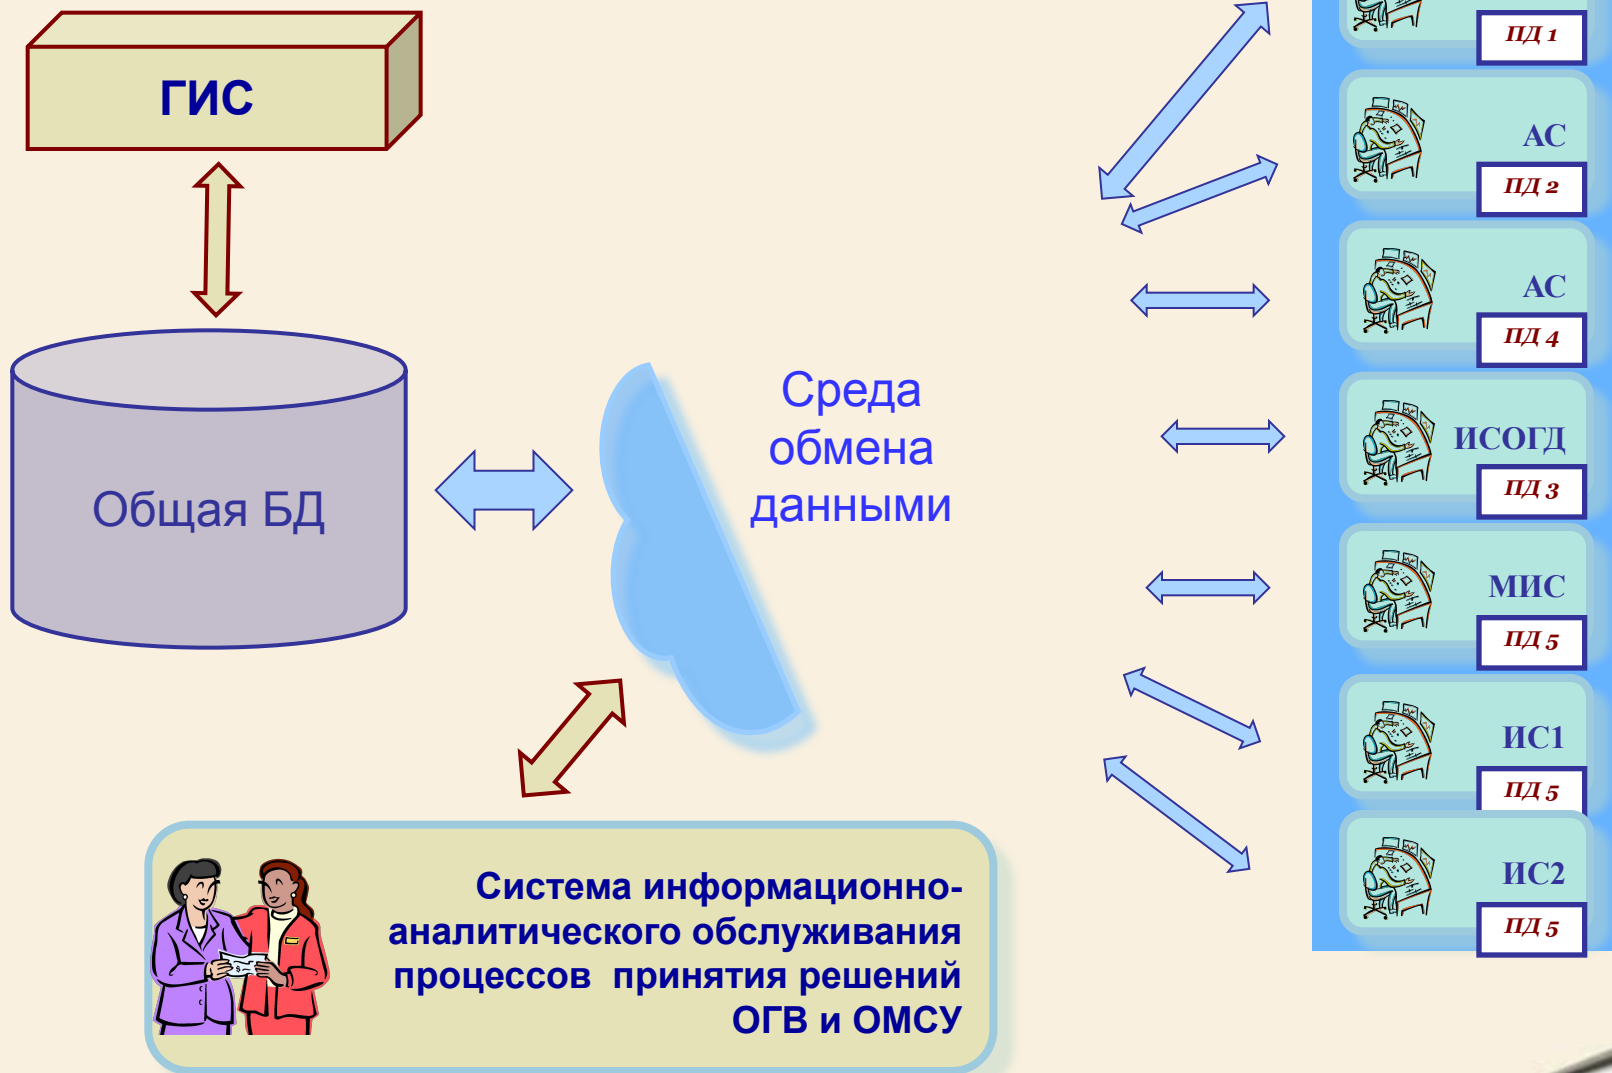 ГИС
Общая БД
Среда
обмена
данными
Система информационно-
аналитического обслуживания
процессов принятия решений
ОГВ и ОМСУ
ПД 1
АС
ПД 2
АС
ПД 4
ИСОГД
ПД 3
МИС
ПД 5
ИС1
ПД 5
ИС2
ПД 5